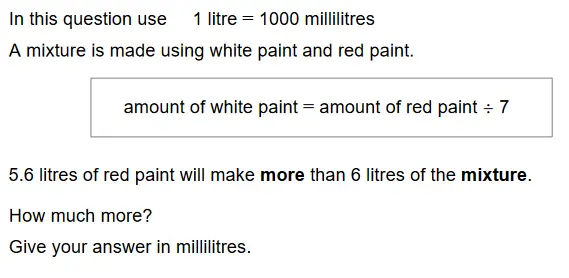 In this question use 1 litre = 1000 millilitres
A mixture is made using white paint and red paint.
amount of white paint = amount of red paint ÷ 7
5.6 litres of red paint will make more than 6 litres of the mixture.
How much more?
Give your answer in millilitres.